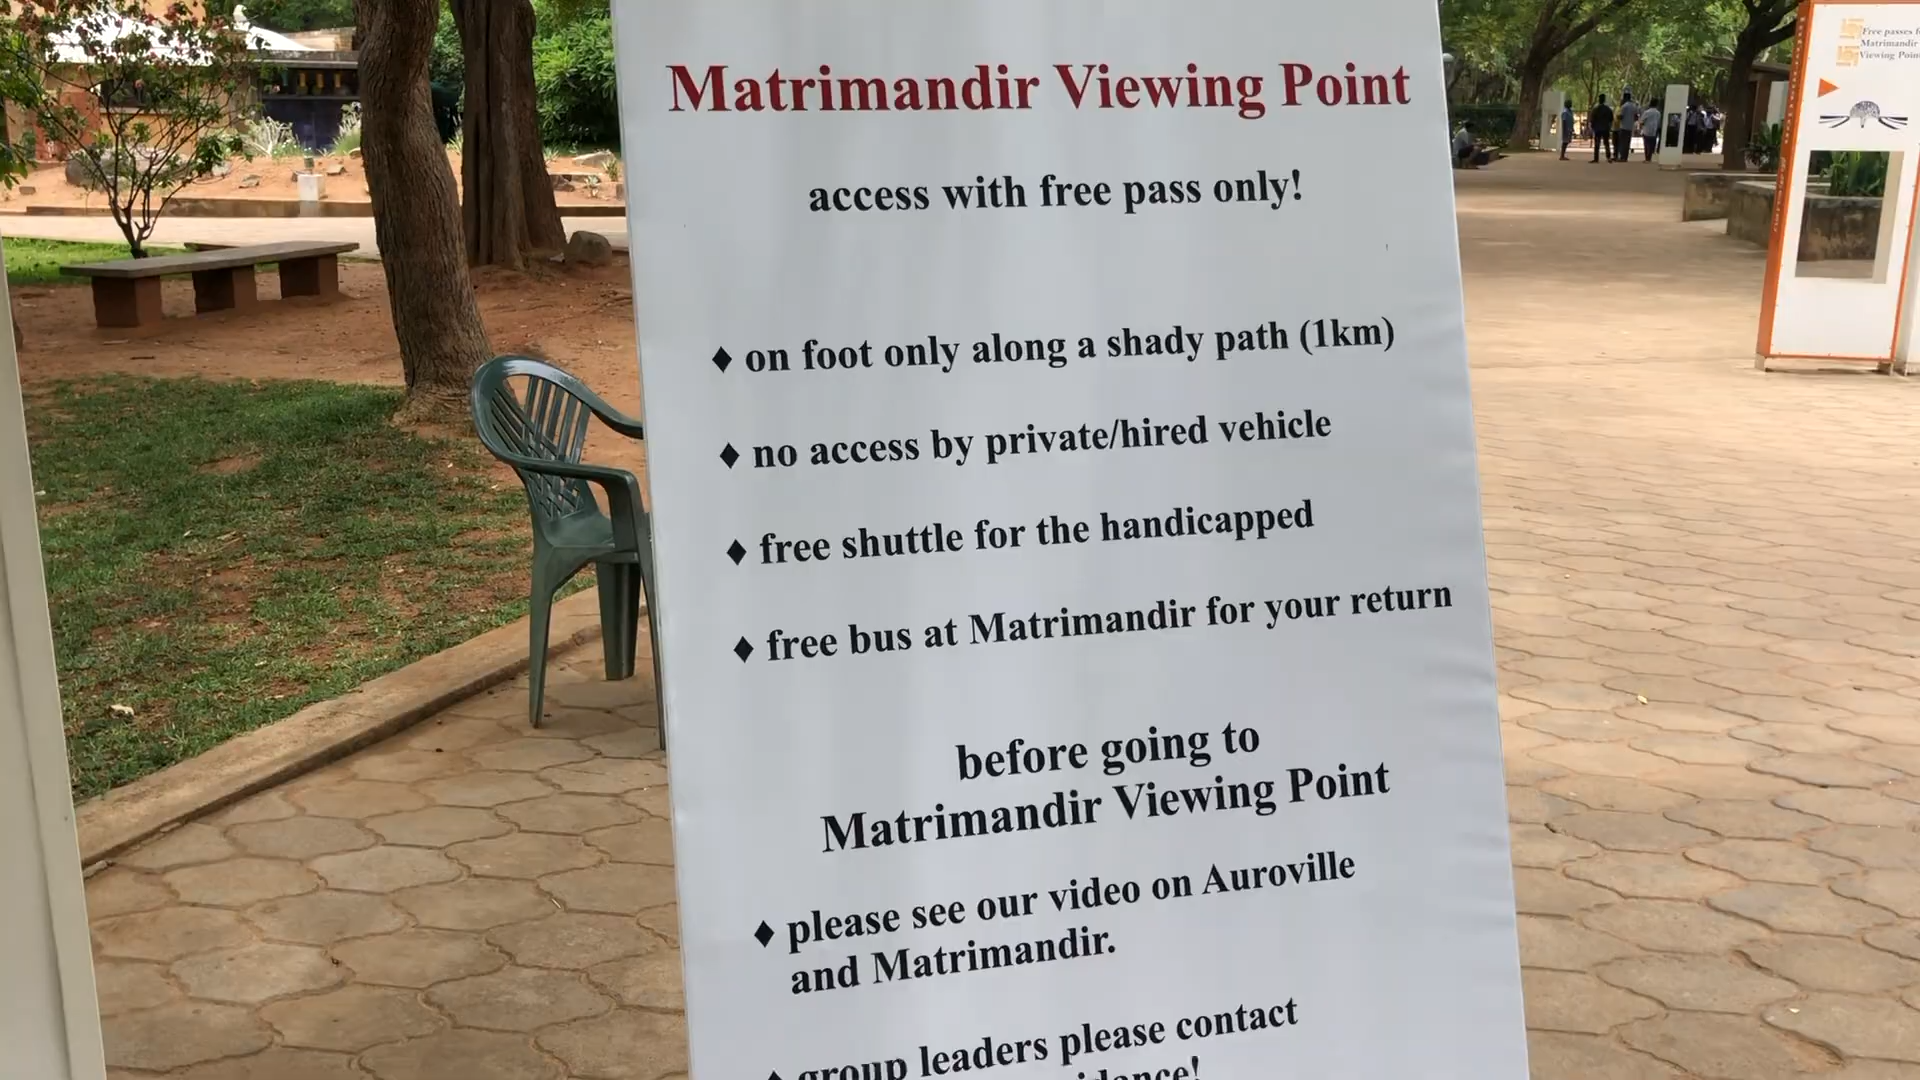 Matrimandir Viewing Point
access with free pass only!
♦ on foot only along a shady path (1km)
♦ no access by private/hired vehicle
♦ free shuttle for the handicapped
♦ free bus at Matrimandir for your return
before going to
Matrimandir Viewing Point
♦ please see our video on Auroville
and Matrimandir.
♦ group leaders please contact
Free passes
Matrimandir
Viewing Point